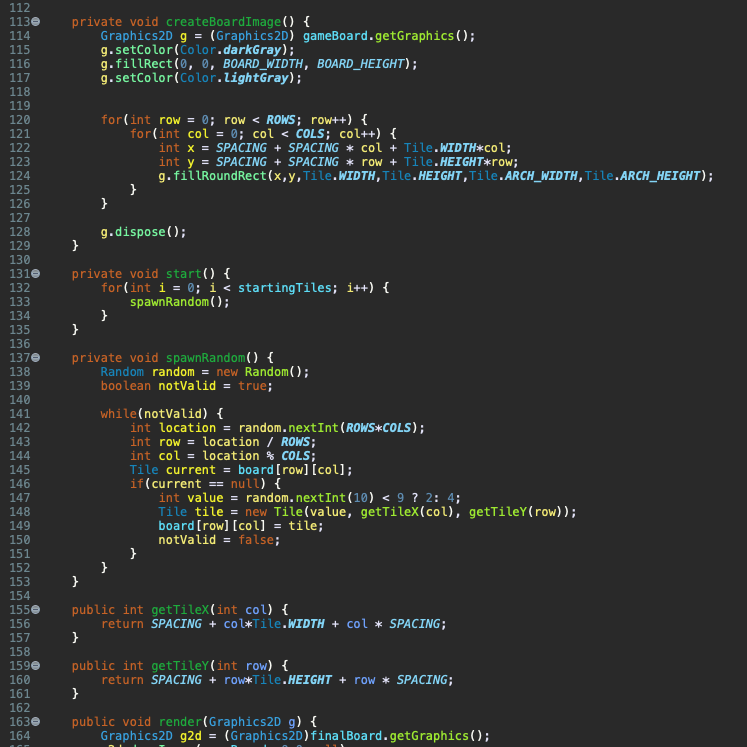 112
113 private void createBoardImage() {
114 Graphics2D g = (Graphics2D) gameBoard.getGraphics();
115 g.setColor(Color.darkGray);
116 g.fillRect(0, 0, BOARD_WIDTH, BOARD_HEIGHT);
117 g.setColor(Color.lightGray);
118
119
120 for(int row = 0; row < ROWS; row++) {
121 for(int col = 0; col < COLS; col++) {
122 int x = SPACING + SPACING * col + Tile.WIDTH*col;
123 int y = SPACING + SPACING * row + Tile.HEIGHT*row;
124 g.fillRoundRect(x,y,Tile.WIDTH,Tile.HEIGHT,Tile.ARCH_WIDTH,Tile.ARCH_HEIGHT);
125 }
126 }
127
128 g.dispose();
129 }
130
131 private void start() {
132 for(int i = 0; i < startingTiles; i++) {
133 spawnRandom();
134 }
135 }
136
137 private void spawnRandom() {
138 Random random = new Random();
139 boolean notValid = true;
140
141 while(notValid) {
142 int location = random.nextInt(ROWS*COLS);
143 int row = location / ROWS;
144 int col = location % COLS;
145 Tile current = board[row][col];
146 if(current == null) {
147 int value = random.nextInt(10) < 9 ? 2: 4;
148 Tile tile = new Tile(value, getTileX(col), getTileY(row));
149 board[row][col] = tile;
150 notValid = false;
151 }
152 }
153 }
154
155 public int getTileX(int col) {
156 return SPACING + col*Tile.WIDTH + col * SPACING;
157 }
158
159 public int getTileY(int row) {
160 return SPACING + row*Tile.HEIGHT + row * SPACING;
161 }
162
163 public void render(Graphics2D g) {
164 Graphics2D g2d = (Graphics2D)finalBoard.getGraphics();